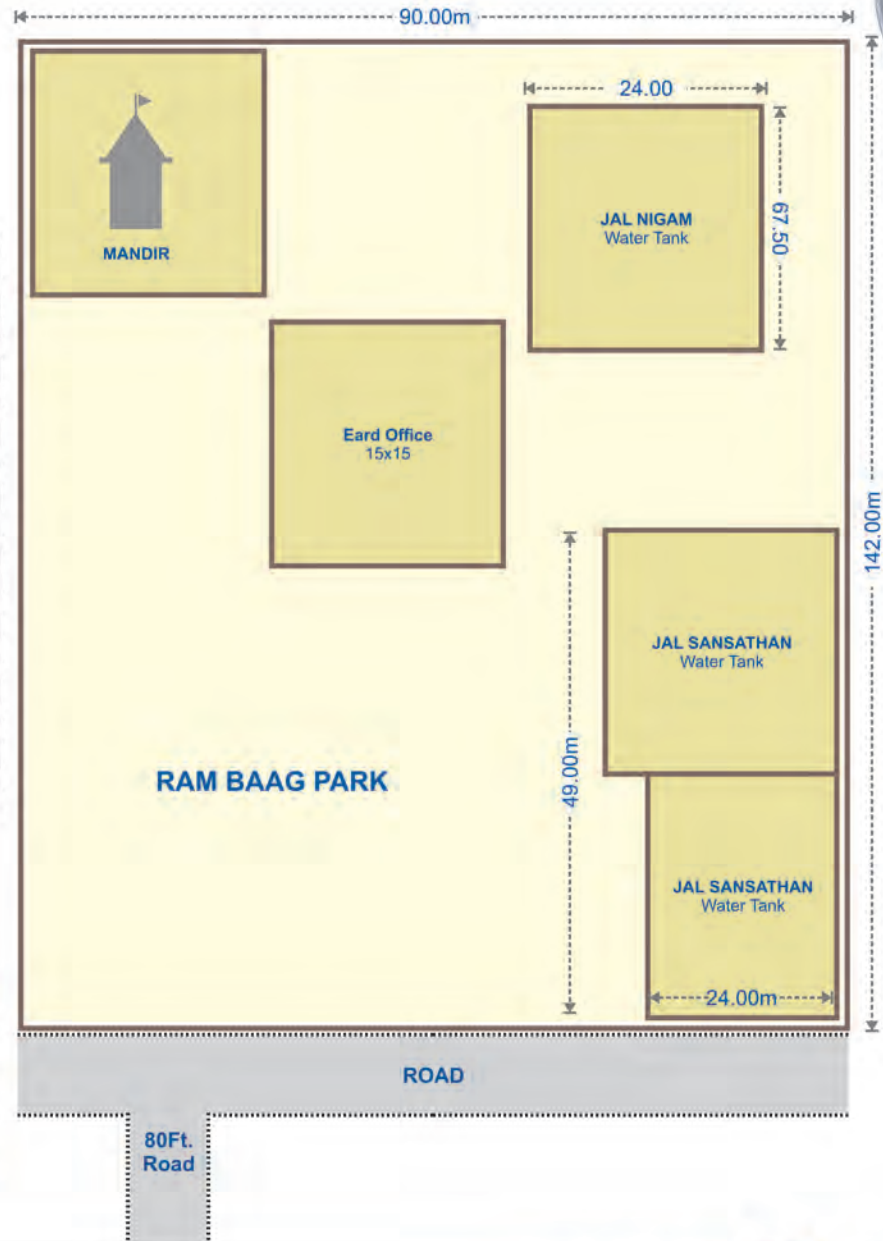 90.00m
24.00
MANDIR
JAL NIGAM
Water Tank
67.50
Eard Office
15x15
142.00m
JAL SANSATHAN
Water Tank
49.00m
RAM BAAG PARK
JAL SANSATHAN
Water Tank
24.00m
ROAD
80Ft.
Road